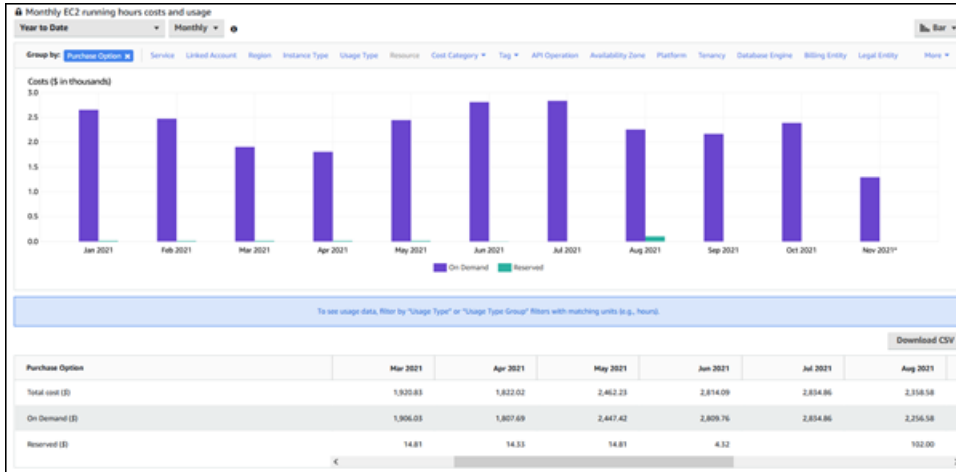 Monthly EC2 running hours costs and usage
Year to Date Monthly Bar
Group by: Purchase Option Service Linked Account Region Instance Type Usage Type Resource Cost Category Tag API Operation Availability Zone Platform Tenancy Database Engine Billing Entity Legal Entity More
Costs ($ in thousands)
3.0
2.5
2.0
1.5
1.0
0.5
0.0
Jan 2021 Feb 2021 Mar 2021 Apr 2021 May 2021 Jun 2021 Jul 2021 Aug 2021 Sep 2021 Oct 2021 Nov 2021*
On Demand Reserved
To see usage data, filter by "Usage Type" or "Usage Type Group" filters with matching units (e.g., hours).
Download CSV
Purchase Option Mar 2021 Apr 2021 May 2021 Jun 2021 Jul 2021 Aug 2021
Total cost ($) 1,920.83 1,822.02 2,462.23 2,814.09 2,834.86 2,358.58
On Demand ($) 1,906.03 1,807.69 2,447.42 2,809.76 2,834.86 2,256.58
Reserved ($) 14.81 14.33 14.81 4.32 102.00